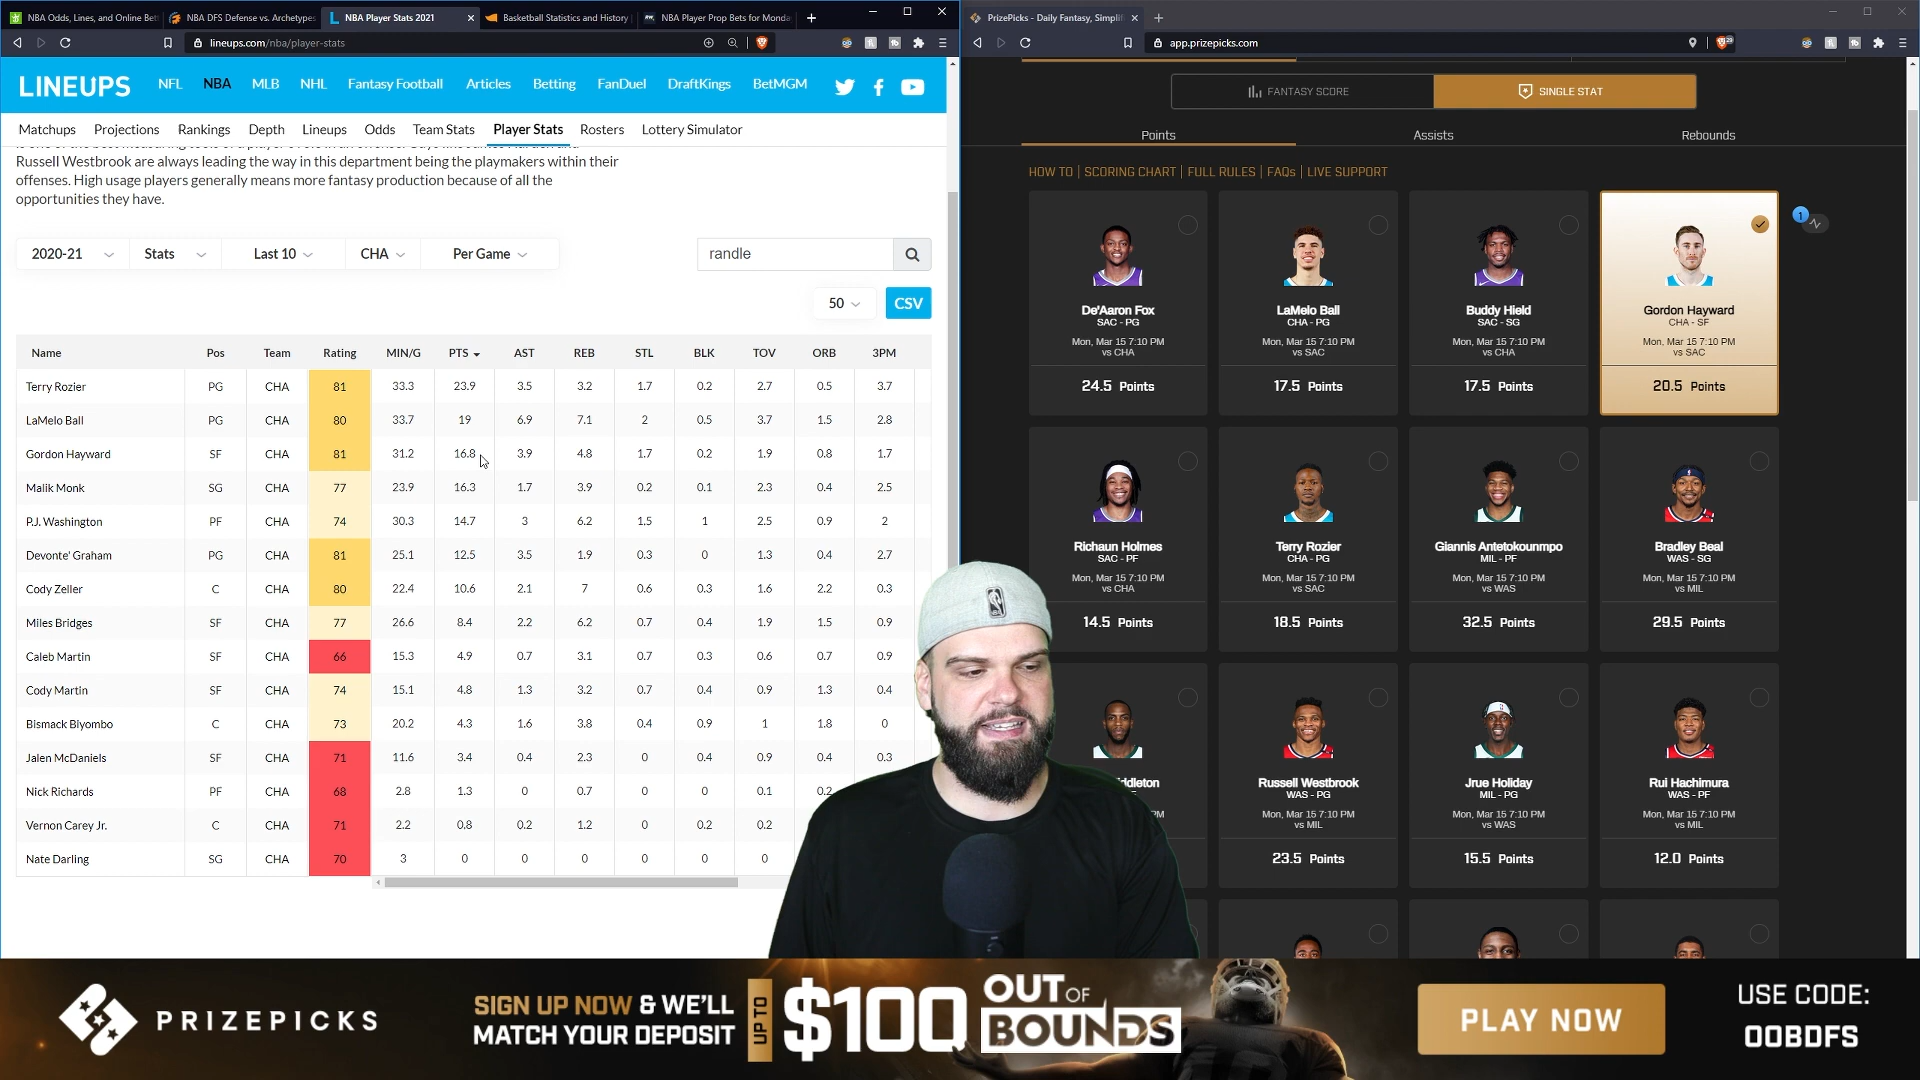 NBA Odds, Lines, and Online Bet
NBA DFS Defense vs. Archetypes
NBA Player Stats 2021
Basketball Statistics and History
NBA Player Prop Bets for Monda
lineups.com/nba/player-stats
PrizePicks - Daily Fantasy, Simplif
app.prizepicks.com
LINEUPS
NFL NBA MLB NHL Fantasy Football Articles Betting FanDuel DraftKings BetMGM
Matchups Projections Rankings Depth Lineups Odds Team Stats Player Stats Rosters Lottery Simulator
Russell Westbrook are always leading the way in this department being the playmakers within their
offenses. High usage players generally means more fantasy production because of all the
opportunities they have.
2020-21 Stats Last 10 CHA Per Game
randle
50 CSV
Name Pos Team Rating MIN/G PTS AST REB STL BLK TOV ORB 3PM
Terry Rozier PG CHA 81 33.3 23.9 3.5 3.2 1.7 0.2 2.7 0.5 3.7
LaMelo Ball PG CHA 80 33.7 19 6.9 7.1 2 0.5 3.7 1.5 2.8
Gordon Hayward SF CHA 81 31.2 16.8 3.9 4.8 1.7 0.2 1.9 0.8 1.7
Malik Monk SG CHA 77 23.9 16.3 1.7 3.9 0.2 0.1 2.3 0.4 2.5
P.J. Washington PF CHA 74 30.3 14.7 3 6.2 1.5 1 2.5 0.9 2
Devonte' Graham PG CHA 81 25.1 12.5 3.5 1.9 0.3 0 1.3 0.4 2.7
Cody Zeller C CHA 80 22.4 10.6 2.1 7 0.6 0.3 1.6 2.2 0.3
Miles Bridges SF CHA 77 26.6 8.4 2.2 6.2 0.7 0.4 1.9 1.5 0.9
Caleb Martin SF CHA 66 15.3 4.9 0.7 3.1 0.7 0.3 0.6 0.7 0.9
Cody Martin SF CHA 74 15.1 4.8 1.3 3.2 0.7 0.4 0.9 1.3 0.4
Bismack Biyombo C CHA 73 20.2 4.3 1.6 3.8 0.4 0.9 1 1.8 0
Jalen McDaniels SF CHA 71 11.6 3.4 0.4 2.3 0 0.4 0.9 0.4 0.3
Nick Richards PF CHA 68 2.8 1.3 0 0.7 0 0 0.1 0.2
Vernon Carey Jr. C CHA 71 2.2 0.8 0.2 1.2 0 0.2 0.2
Nate Darling SG CHA 70 3 0 0 0 0 0 0
FANTASY SCORE SINGLE STAT
Points Assists Rebounds
HOW TO | SCORING CHART | FULL RULES | FAQs | LIVE SUPPORT
1
De'Aaron Fox
SAC - PG
Mon, Mar 15 7:10 PM
vs CHA
24.5 Points
LaMelo Ball
CHA - PG
Mon, Mar 15 7:10 PM
vs SAC
17.5 Points
Buddy Hield
SAC - SG
Mon, Mar 15 7:10 PM
vs CHA
17.5 Points
Gordon Hayward
CHA - SF
Mon, Mar 15 7:10 PM
vs SAC
20.5 Points
Richaun Holmes
SAC - PF
Mon, Mar 15 7:10 PM
vs CHA
14.5 Points
Terry Rozier
CHA - PG
Mon, Mar 15 7:10 PM
vs SAC
18.5 Points
Giannis Antetokounmpo
MIL - PF
Mon, Mar 15 7:10 PM
vs WAS
32.5 Points
Bradley Beal
WAS - SG
Mon, Mar 15 7:10 PM
vs MIL
29.5 Points
ddleton
PM
Points
Russell Westbrook
WAS - PG
Mon, Mar 15 7:10 PM
vs MIL
23.5 Points
Jrue Holiday
MIL - PG
Mon, Mar 15 7:10 PM
vs WAS
15.5 Points
Rui Hachimura
WAS - PF
Mon, Mar 15 7:10 PM
vs MIL
12.0 Points
PRIZEPICKS
SIGN UP NOW & WE'LL
MATCH YOUR DEPOSIT
UP TO
$100
OUT OF
BOUNDS
PLAY NOW
USE CODE:
OOBDFS